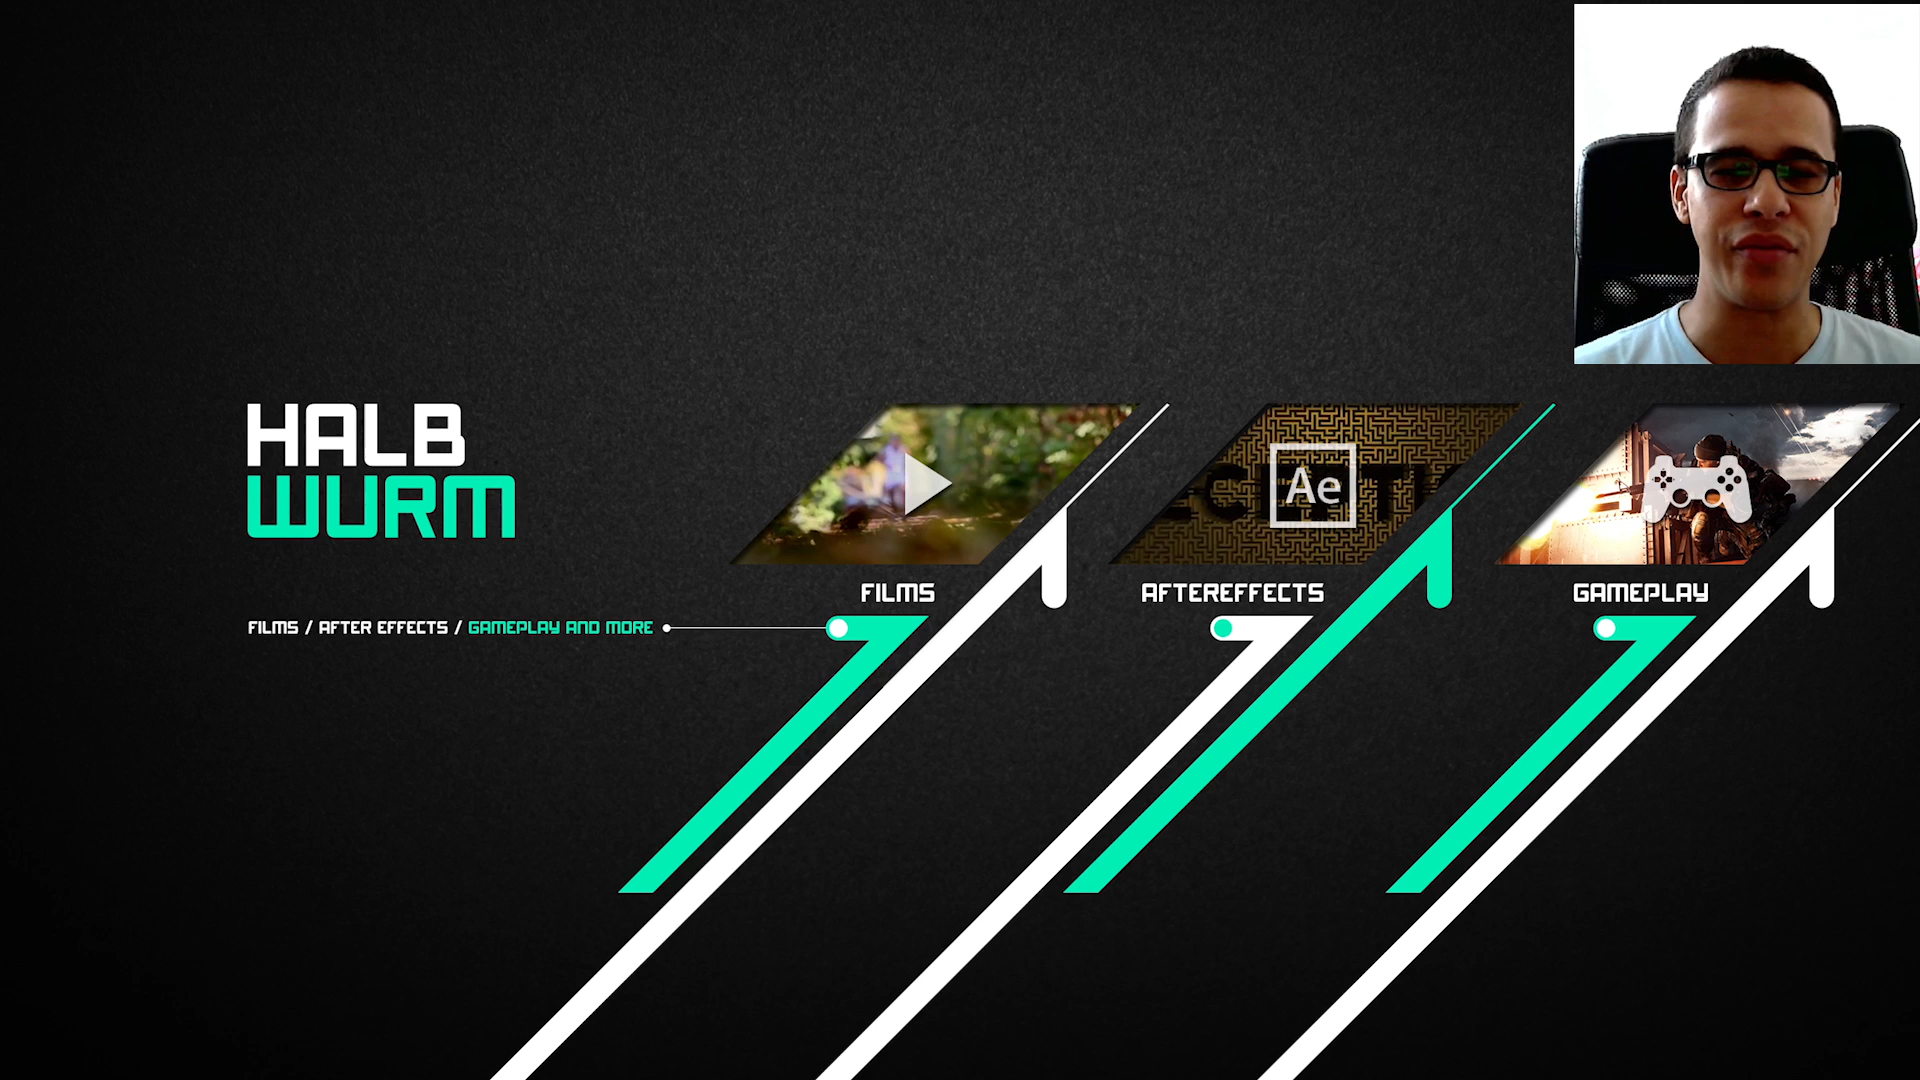 HALB
WURM
FILMS / AFTER EFFECTS / GAMEPLAY AND MORE
FILMS
Ae
AFTEREFFECTS
GAMEPLAY